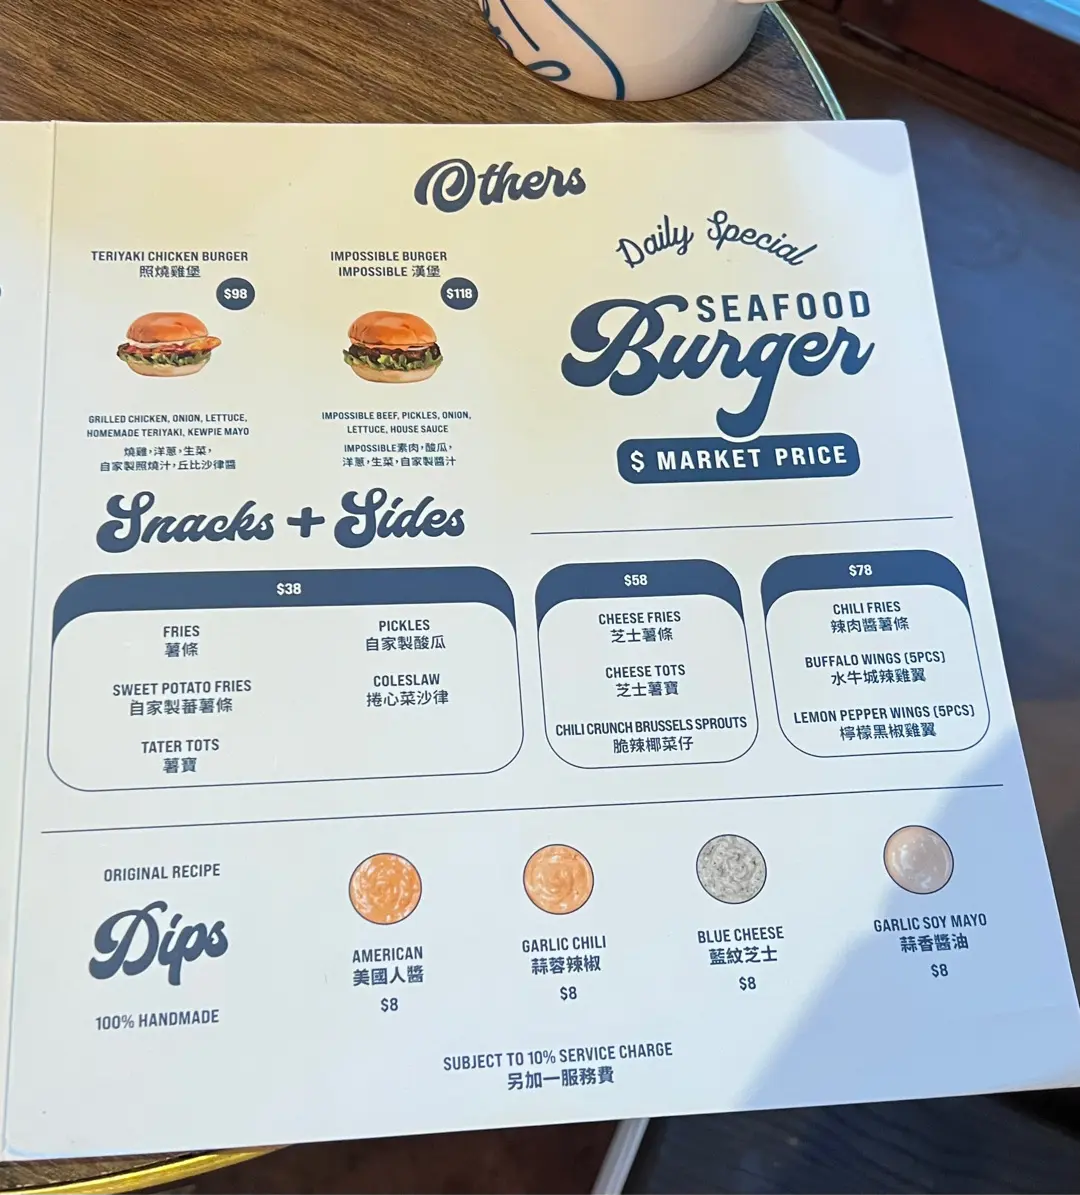 Others
TERIYAKI CHICKEN BURGER
照燒雞堡
$98
GRILLED CHICKEN, ONION, LETTUCE,
HOMEMADE TERIYAKI, KEWPIE MAYO
燒雞,洋蔥,生菜,
自家製照燒汁,丘比沙律醬
IMPOSSIBLE BURGER
IMPOSSIBLE 漢堡
$118
IMPOSSIBLE BEEF, PICKLES, ONION,
LETTUCE, HOUSE SAUCE
IMPOSSIBLE素肉,酸瓜,
洋蔥,生菜,自家製醬汁
Daily Special
SEAFOOD
Burger
$ MARKET PRICE
Snacks + Sides
$38
FRIES
薯條
SWEET POTATO FRIES
自家製蕃薯條
TATER TOTS
薯寶
PICKLES
自家製酸瓜
COLESLAW
捲心菜沙律
$58
CHEESE FRIES
芝士薯條
CHEESE TOTS
芝士薯寶
CHILI CRUNCH BRUSSELS SPROUTS
脆辣椰菜仔
$78
CHILI FRIES
辣肉醬薯條
BUFFALO WINGS (5PCS)
水牛城辣雞翼
LEMON PEPPER WINGS (5PCS)
檸檬黑椒雞翼
ORIGINAL RECIPE
Dips
100% HANDMADE
AMERICAN
美國人醬
$8
GARLIC CHILI
蒜蓉辣椒
$8
BLUE CHEESE
藍紋芝士
$8
GARLIC SOY MAYO
蒜香醬油
$8
SUBJECT TO 10% SERVICE CHARGE
另加一服務費